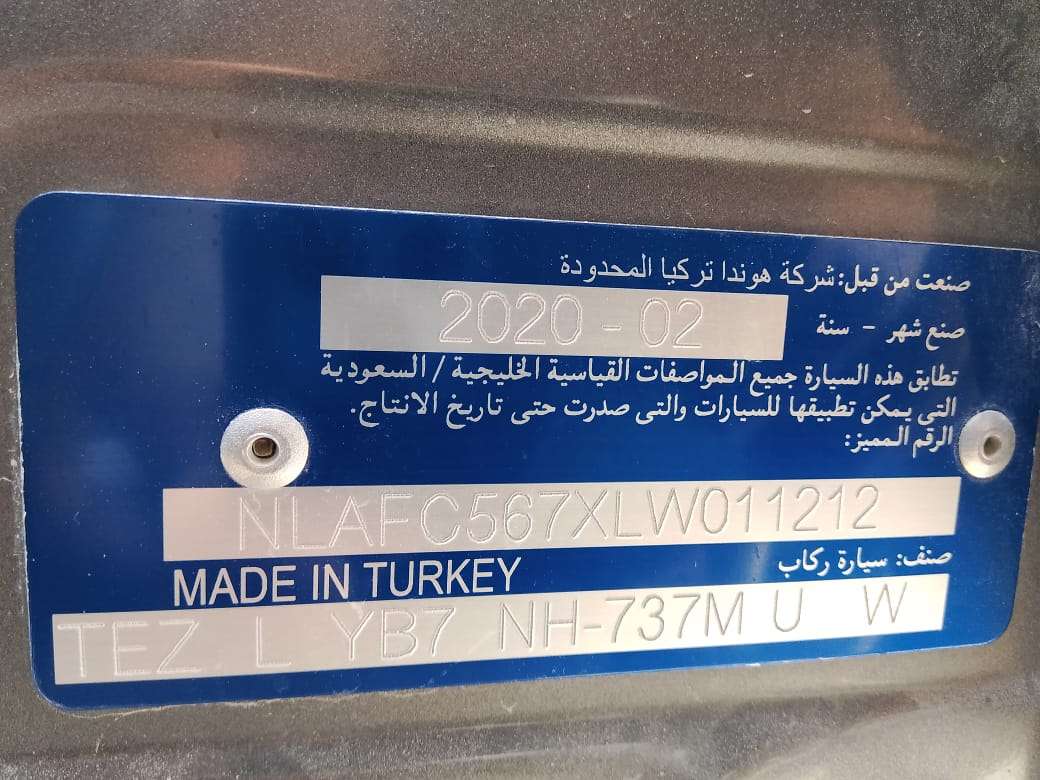 صنعت من قبل: شركة هوندا تركيا المحدودة
صنع شهر - سنة 2020 - 02
تطابق هذه السيارة جميع المواصفات القياسية الخليجية / السعودية
التى يمكن تطبيقها للسيارات والتى صدرت حتى تاريخ الانتاج.
الرقم المميز:
NLAFC567XLW011212
صنف: سيارة ركاب
MADE IN TURKEY
TEZ L YB7 NH-737M U W